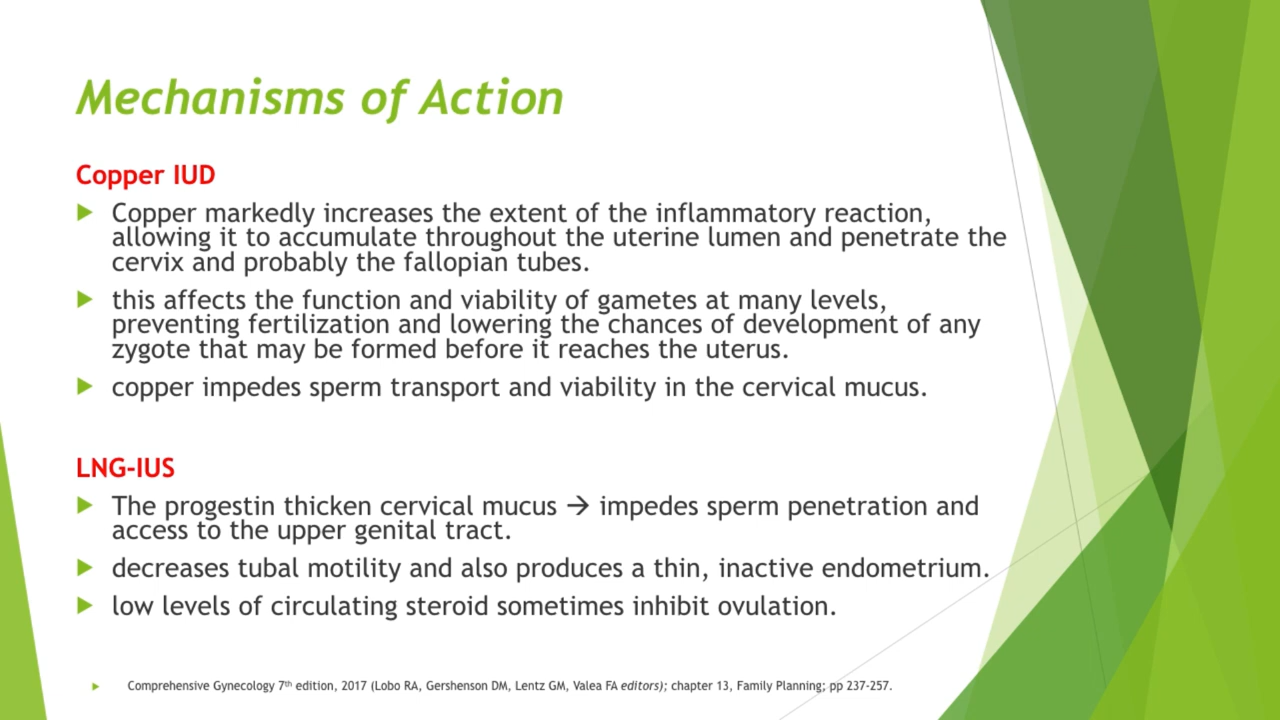 Mechanisms of Action
Copper IUD
Copper markedly increases the extent of the inflammatory reaction,
allowing it to accumulate throughout the uterine lumen and penetrate the
cervix and probably the fallopian tubes.
this affects the function and viability of gametes at many levels,
preventing fertilization and lowering the chances of development of any
zygote that may be formed before it reaches the uterus.
copper impedes sperm transport and viability in the cervical mucus.
LNG-IUS
The progestin thicken cervical mucus → impedes sperm penetration and
access to the upper genital tract.
decreases tubal motility and also produces a thin, inactive endometrium.
low levels of circulating steroid sometimes inhibit ovulation.
Comprehensive Gynecology 7th edition, 2017 (Lobo RA, Gershenson DM, Lentz GM, Valea FA editors); chapter 13, Family Planning; pp 237-257.